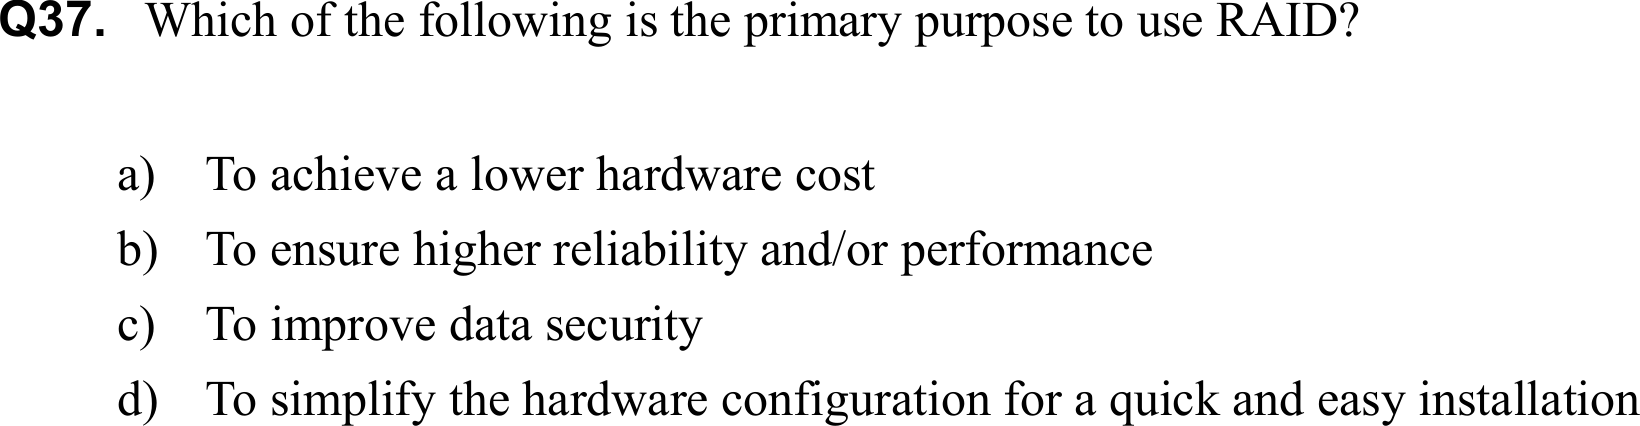 Q37. Which of the following is the primary purpose to use RAID?
a) To achieve a lower hardware cost
b) To ensure higher reliability and/or performance
c) To improve data security
d) To simplify the hardware configuration for a quick and easy installation